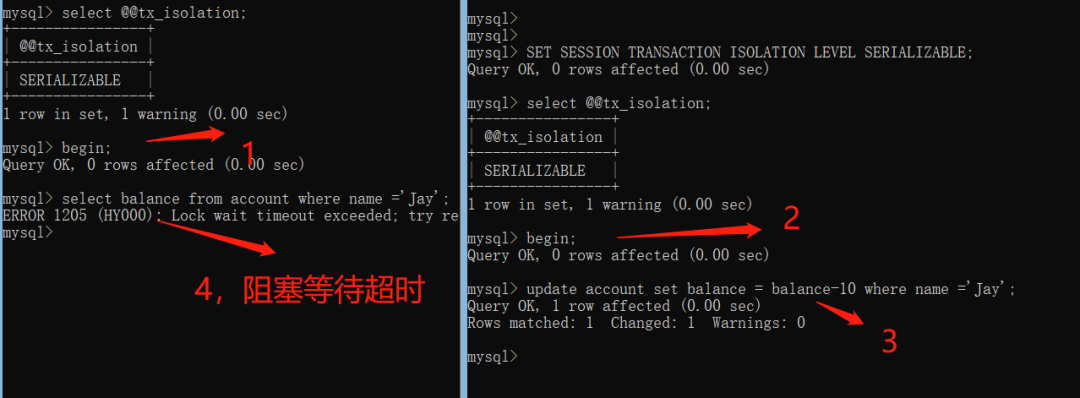 mysql> select @@tx_isolation;
+----------------+
| @@tx_isolation |
+----------------+
| SERIALIZABLE   |
+----------------+
1 row in set, 1 warning (0.00 sec)
mysql> begin;
1
Query OK, 0 rows affected (0.00 sec)
mysql> select balance from account where name ='Jay';
ERROR 1205 (HY000): Lock wait timeout exceeded; try re
mysql>
4，阻塞等待超时
mysql>
mysql>
mysql> SET SESSION TRANSACTION ISOLATION LEVEL SERIALIZABLE;
Query OK, 0 rows affected (0.00 sec)
mysql> select @@tx_isolation;
+----------------+
| @@tx_isolation |
+----------------+
| SERIALIZABLE   |
+----------------+
1 row in set, 1 warning (0.00 sec)
2
mysql> begin;
Query OK, 0 rows affected (0.00 sec)
mysql> update account set balance = balance-10 where name ='Jay';
Query OK, 1 row affected (0.00 sec)
Rows matched: 1  Changed: 1  Warnings: 0
3
mysql>